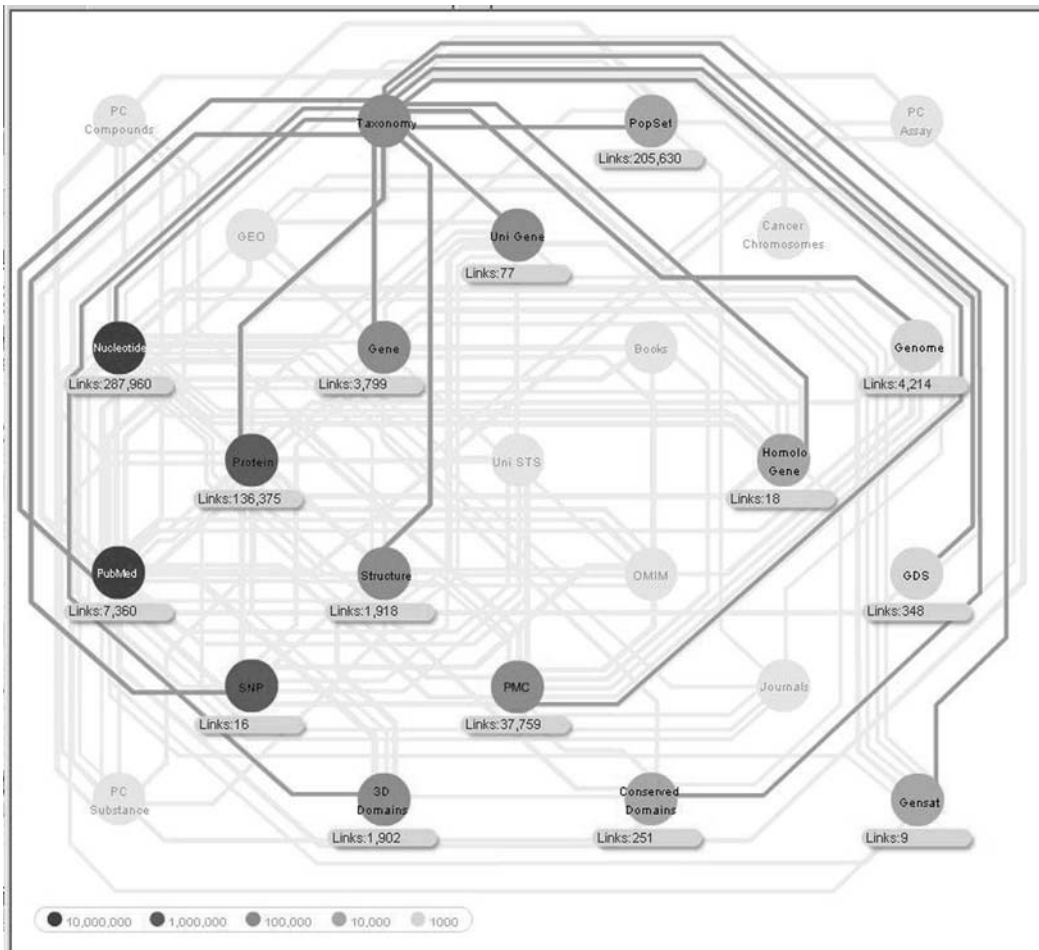 PC
Compounds
Taxonomy
PopSet
PC
Assay
Links:205,630
GEO
Uni Gene
Cancer
Chromosomes
Links:77
Nucleotide
Gene
Books
Genome
Links:287,960
Links:3,799
Links:4,214
Protein
Uni STS
Homolo
Gene
Links:136,375
Links:18
PubMed
Structure
OMIM
GDS
Links:7,360
Links:1,918
Links:348
SNP
PMC
Journals
Links:16
Links:37,759
PC
Substance
3D
Domains
Conserved
Domains
Gensat
Links:1,902
Links:251
Links:9
10,000,000 1,000,000 100,000 10,000 1000